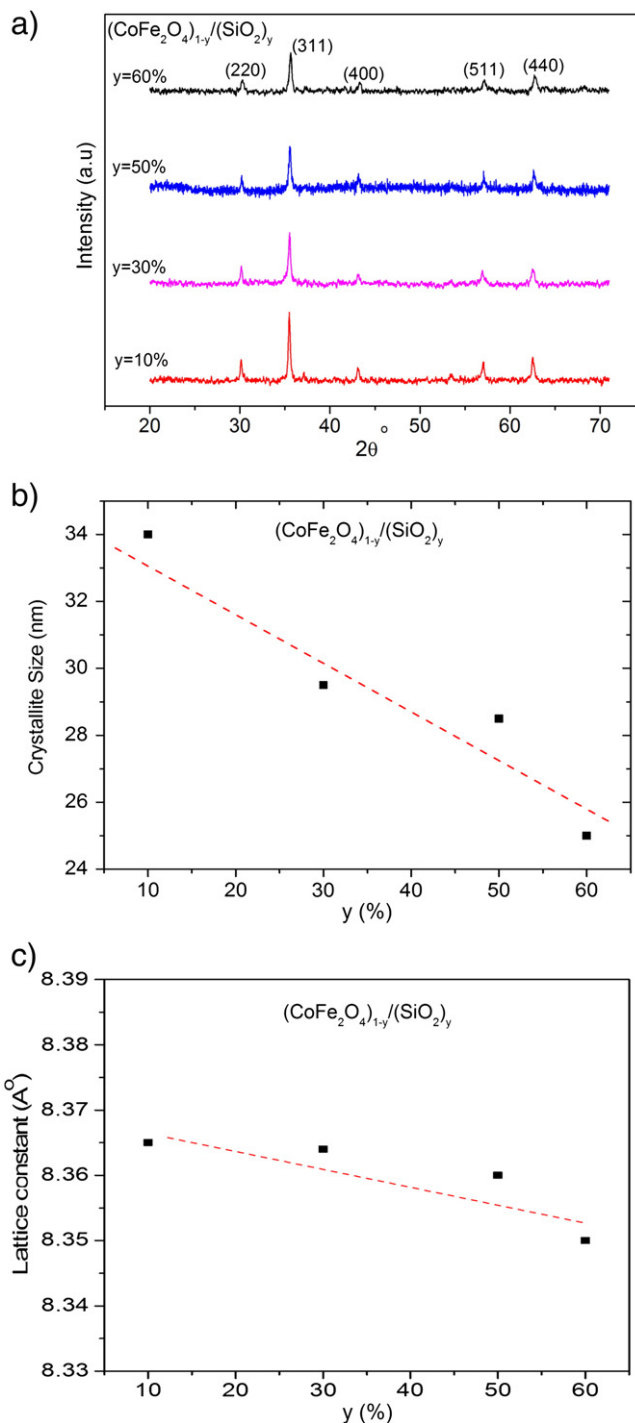 a)
(CoFe₂O₄)₁₋y/(SiO₂)y
(311)
(220)
(400)
(511)
(440)
y=60%
y=50%
y=30%
y=10%
Intensity (a.u)
20 30 40 50 60 70
2θ°
b)
(CoFe₂O₄)₁₋y/(SiO₂)y
34
32
30
28
26
24
Crystallite Size (nm)
10 20 30 40 50 60
y (%)
c)
(CoFe₂O₄)₁₋y/(SiO₂)y
8.39
8.38
8.37
8.36
8.35
8.34
8.33
Lattice constant (A°)
10 20 30 40 50 60
y (%)